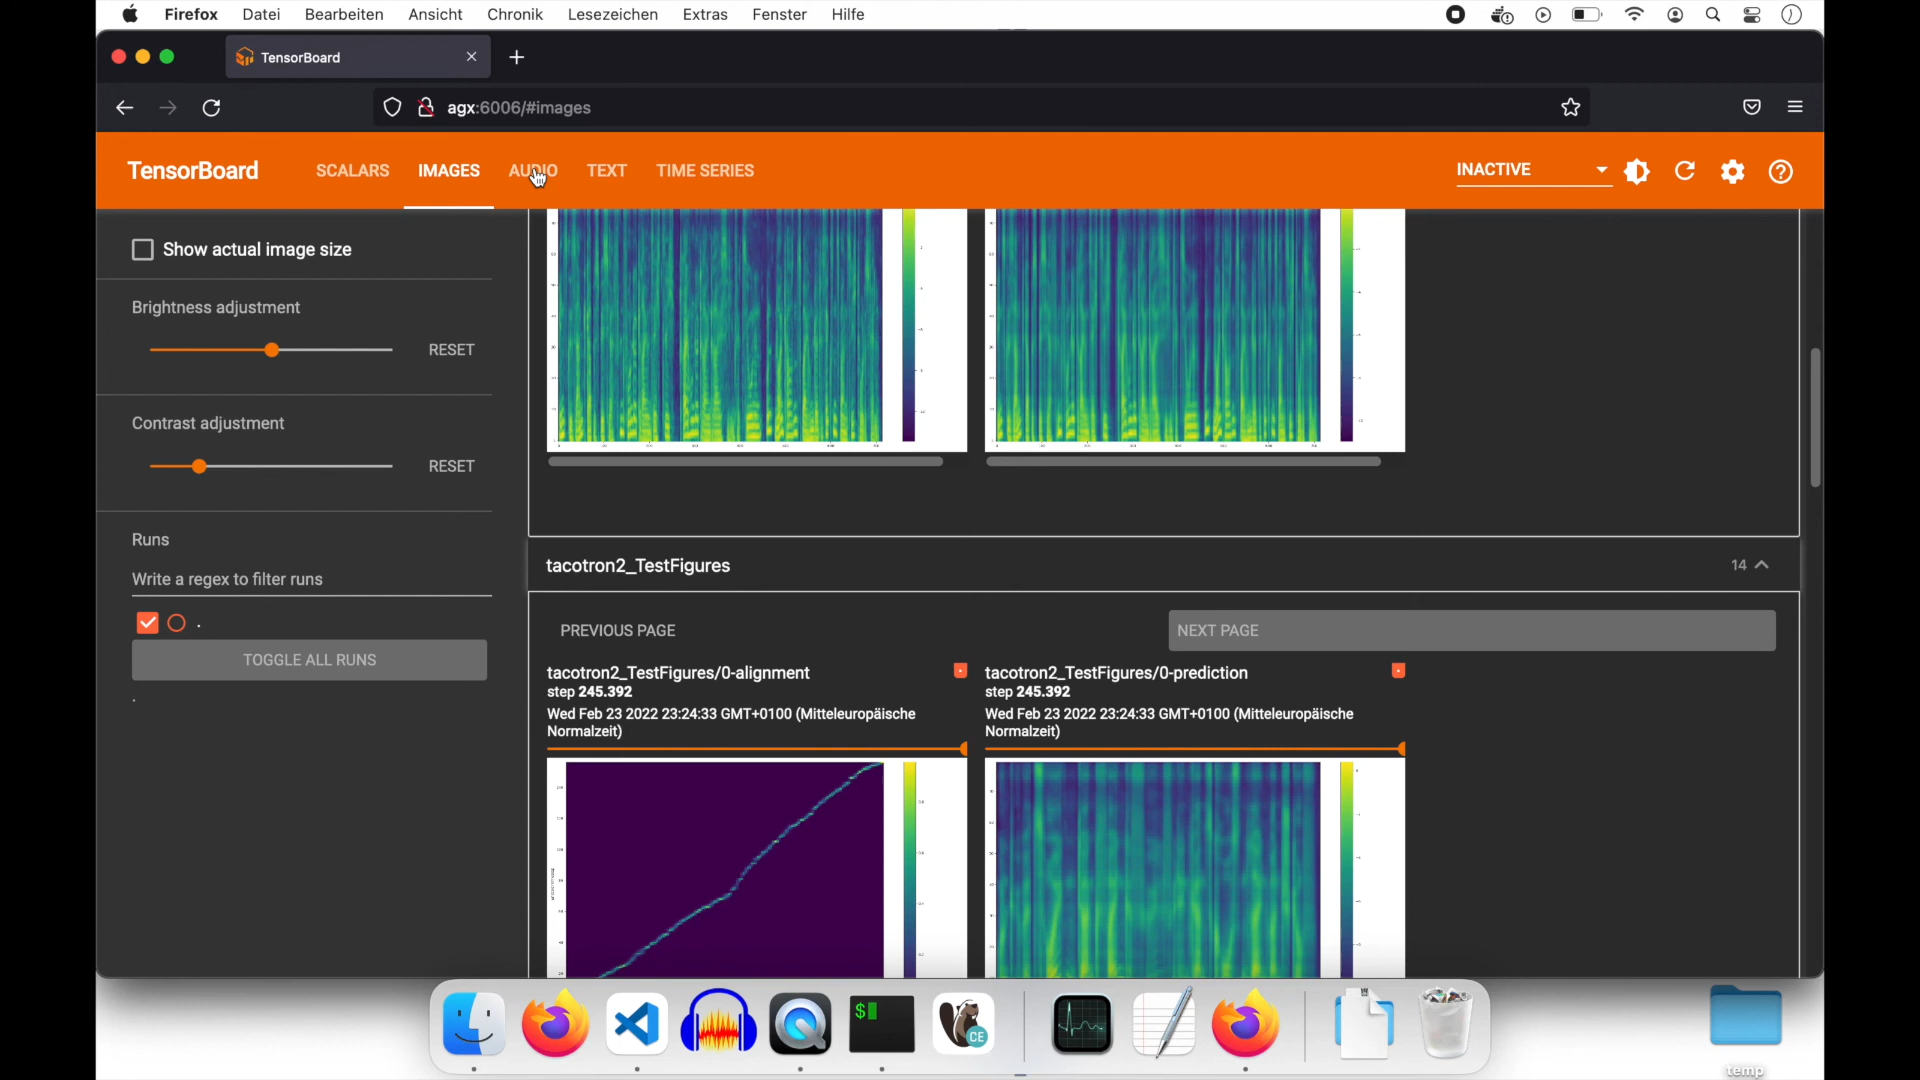 Firefox Datei Bearbeiten Ansicht Chronik Lesezeichen Extras Fenster Hilfe
TensorBoard
agx:6006/#images
TensorBoard SCALARS IMAGES AUDIO TEXT TIME SERIES INACTIVE
Show actual image size
Brightness adjustment
RESET
Contrast adjustment
RESET
Runs
Write a regex to filter runs
.
TOGGLE ALL RUNS
.
tacotron2_TestFigures 14
PREVIOUS PAGE NEXT PAGE
tacotron2_TestFigures/0-alignment
step 245.392
Wed Feb 23 2022 23:24:33 GMT+0100 (Mitteleuropäische
Normalzeit)
tacotron2_TestFigures/0-prediction
step 245.392
Wed Feb 23 2022 23:24:33 GMT+0100 (Mitteleuropäische
Normalzeit)
$
CE
temp